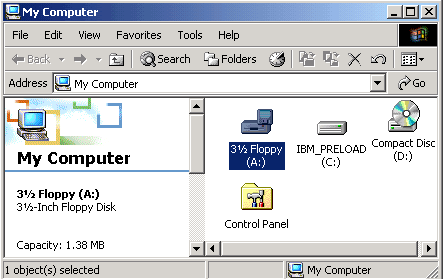 My Computer
File Edit View Favorites Tools Help
Back Search Folders
Address My Computer Go
My Computer
3½ Floppy (A:)
3½-Inch Floppy Disk
Capacity: 1.38 MB
3½ Floppy
(A:)
IBM_PRELOAD
(C:)
Compact Disc
(D:)
Control Panel
1 object(s) selected
My Computer